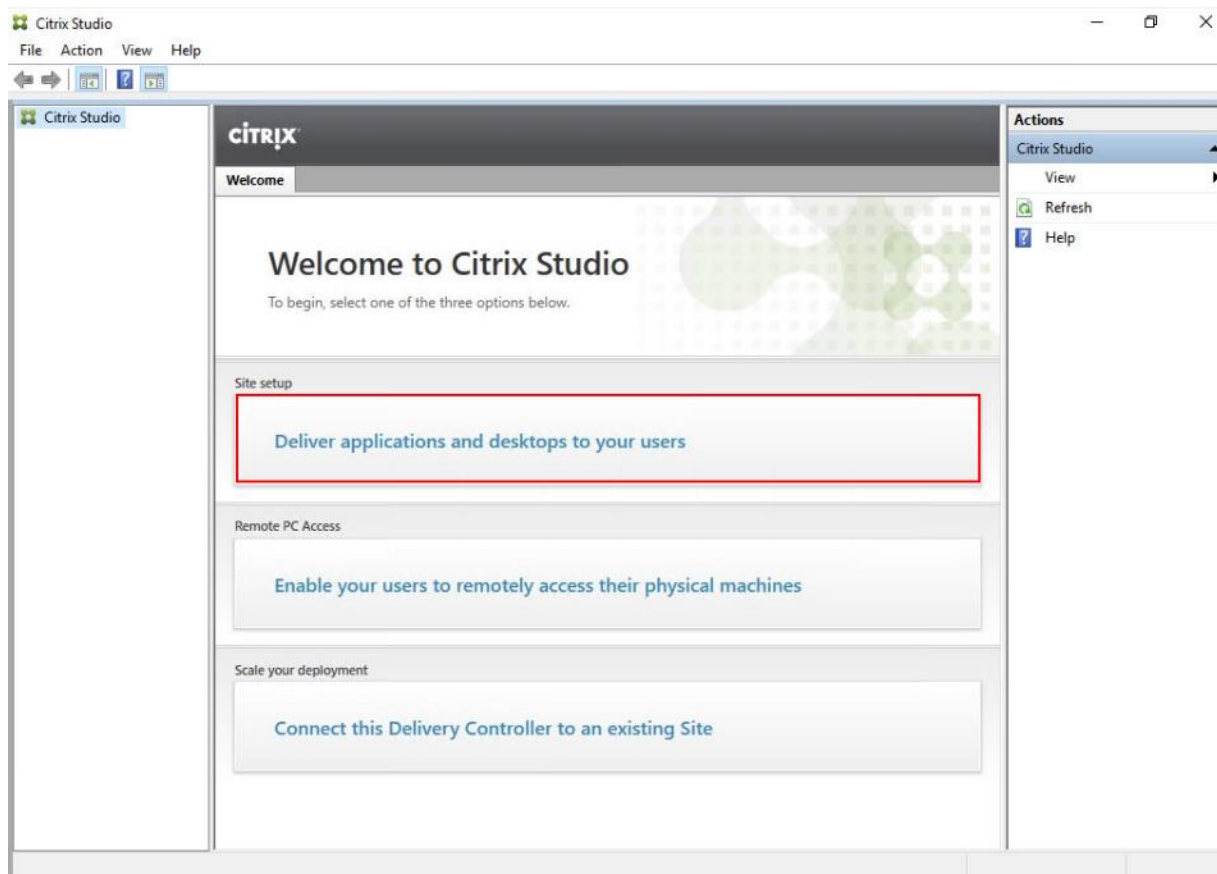 Citrix Studio
File Action View Help
Citrix Studio
CITRIX
Welcome
Welcome to Citrix Studio
To begin, select one of the three options below.
Site setup
Deliver applications and desktops to your users
Remote PC Access
Enable your users to remotely access their physical machines
Scale your deployment
Connect this Delivery Controller to an existing Site
Actions
Citrix Studio
View
Refresh
Help